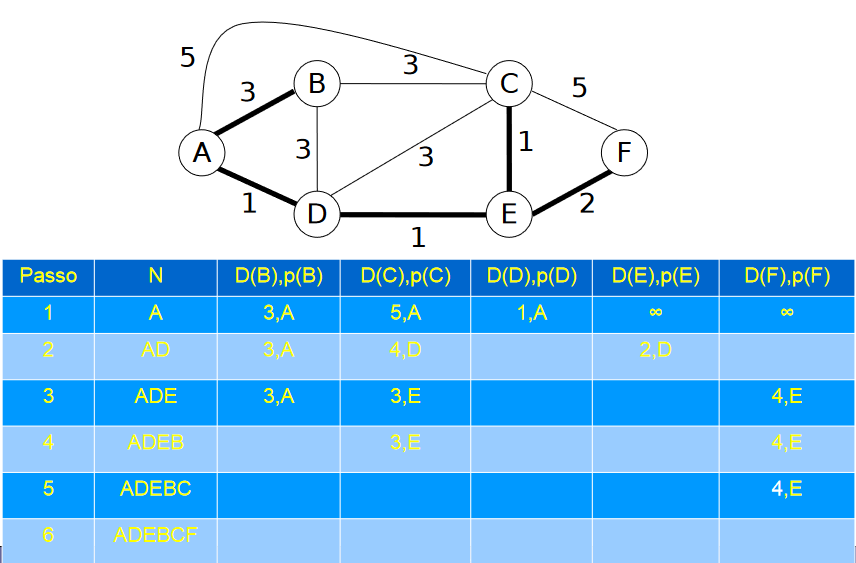 5
3
B
3
C
5
A
3
3
1
F
1
D
1
E
2
Passo N D(B),p(B) D(C),p(C) D(D),p(D) D(E),p(E) D(F),p(F)
1 A 3,A 5,A 1,A ∞ ∞
2 AD 3,A 4,D 2,D
3 ADE 3,A 3,E 4,E
4 ADEB 3,E 4,E
5 ADEBC 4,E
6 ADEBCF